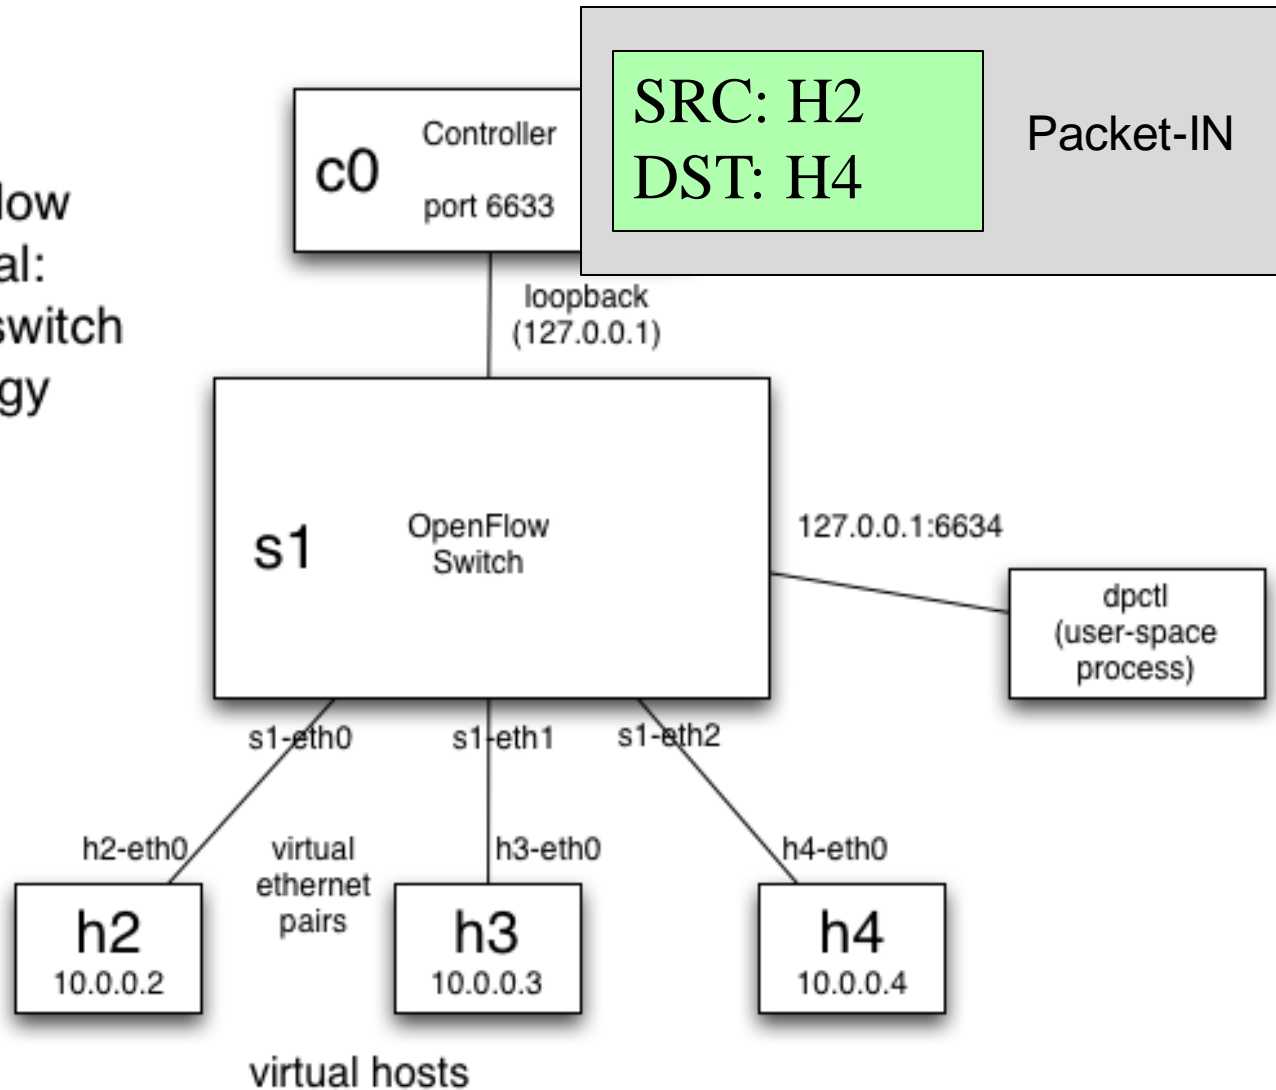 SRC: H2
DST: H4
Packet-IN
Controller
c0
port 6633
low
al:
switch
gy
loopback
(127.0.0.1)
s1
OpenFlow
Switch
127.0.0.1:6634
dpctl
(user-space
process)
s1-eth0
s1-eth1
s1-eth2
h2-eth0
virtual
ethernet
pairs
h3-eth0
h4-eth0
h2
10.0.0.2
h3
10.0.0.3
h4
10.0.0.4
virtual hosts